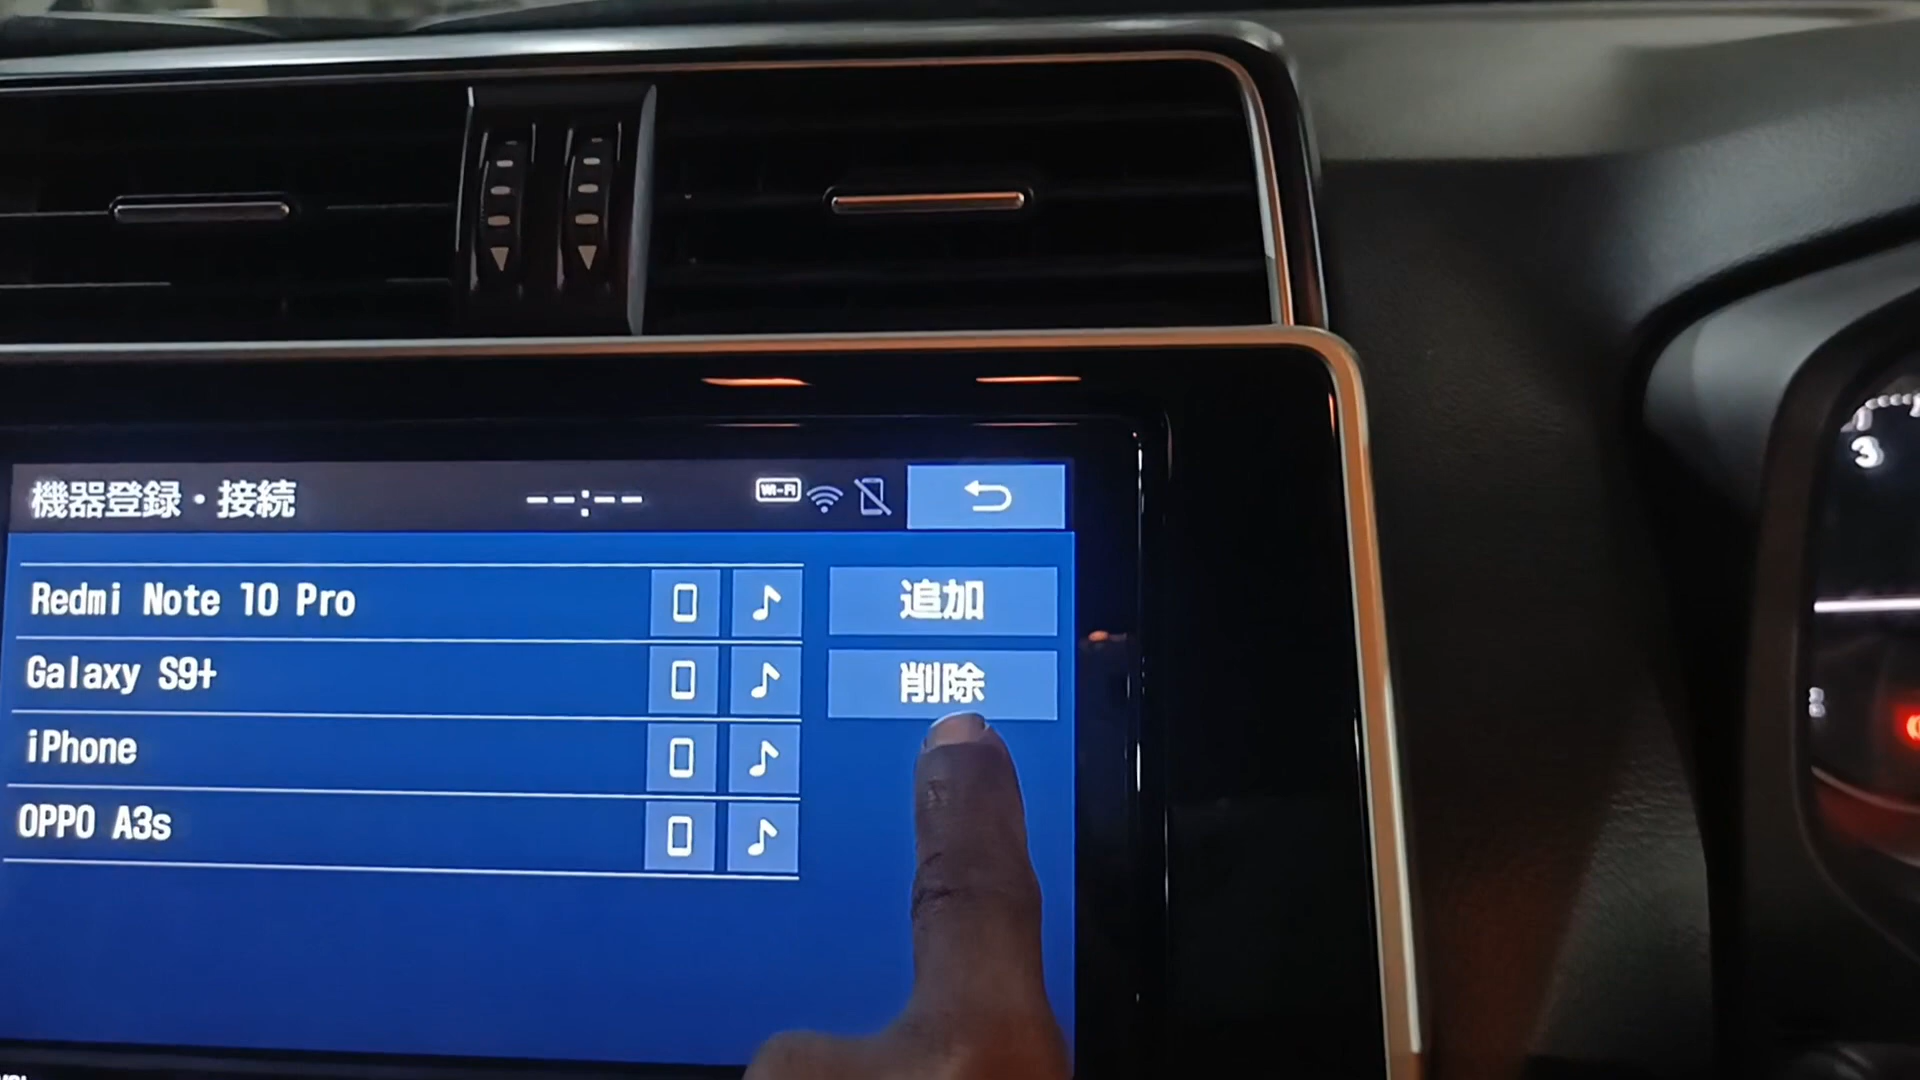 機器登録・接続
--:--
Wi-Fi
Redmi Note 10 Pro
追加
Galaxy S9+
削除
iPhone
OPPO A3s
3